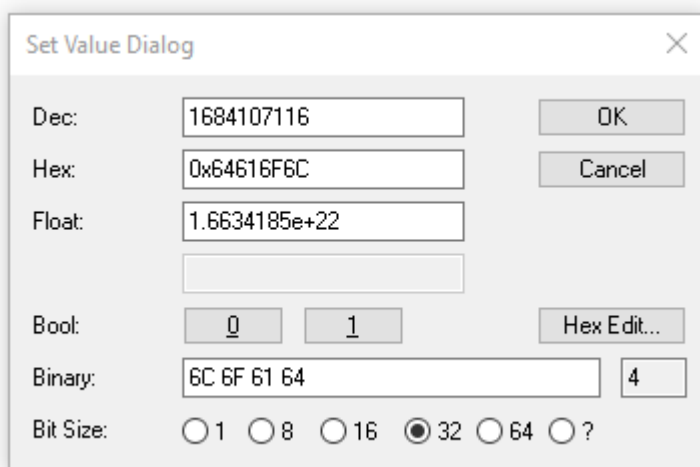 Set Value Dialog
Dec: 1684107116 OK
Hex: 0x64616F6C Cancel
Float: 1.6634185e+22
Bool: 0 1 Hex Edit...
Binary: 6C 6F 61 64 4
Bit Size: 1 8 16 32 64 ?